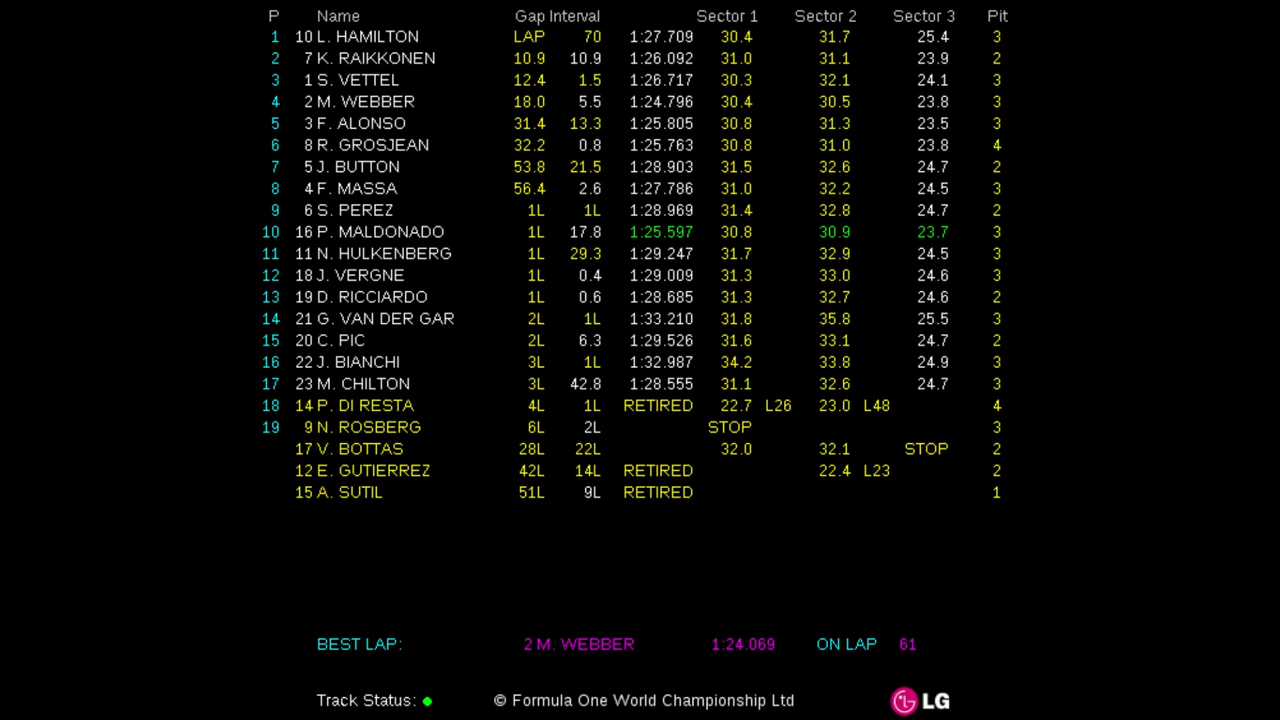 P Name Gap Interval Sector 1 Sector 2 Sector 3 Pit
1 10 L. HAMILTON LAP 70 1:27.709 30.4 31.7 25.4 3
2 7 K. RAIKKONEN 10.9 10.9 1:26.092 31.0 31.1 23.9 2
3 1 S. VETTEL 12.4 1.5 1:26.717 30.3 32.1 24.1 3
4 2 M. WEBBER 18.0 5.5 1:24.796 30.4 30.5 23.8 3
5 3 F. ALONSO 31.4 13.3 1:25.805 30.8 31.3 23.5 3
6 8 R. GROSJEAN 32.2 0.8 1:25.763 30.8 31.0 23.8 4
7 5 J. BUTTON 53.8 21.5 1:28.903 31.5 32.6 24.7 2
8 4 F. MASSA 56.4 2.6 1:27.786 31.0 32.2 24.5 3
9 6 S. PEREZ 1L 1L 1:28.969 31.4 32.8 24.7 2
10 16 P. MALDONADO 1L 17.8 1:25.597 30.8 30.9 23.7 3
11 11 N. HULKENBERG 1L 29.3 1:29.247 31.7 32.9 24.5 3
12 18 J. VERGNE 1L 0.4 1:29.009 31.3 33.0 24.6 3
13 19 D. RICCIARDO 1L 0.6 1:28.685 31.3 32.7 24.6 2
14 21 G. VAN DER GAR 2L 1L 1:33.210 31.8 35.8 25.5 3
15 20 C. PIC 2L 6.3 1:29.526 31.6 33.1 24.7 2
16 22 J. BIANCHI 3L 1L 1:32.987 34.2 33.8 24.9 3
17 23 M. CHILTON 3L 42.8 1:28.555 31.1 32.6 24.7 3
18 14 P. DI RESTA 4L 1L RETIRED 22.7 L26 23.0 L48 4
19 9 N. ROSBERG 6L 2L STOP 3
17 V. BOTTAS 28L 22L 32.0 32.1 STOP 2
12 E. GUTIERREZ 42L 14L RETIRED 22.4 L23 2
15 A. SUTIL 51L 9L RETIRED 1
BEST LAP: 2 M. WEBBER 1:24.069 ON LAP 61
Track Status: © Formula One World Championship Ltd LG